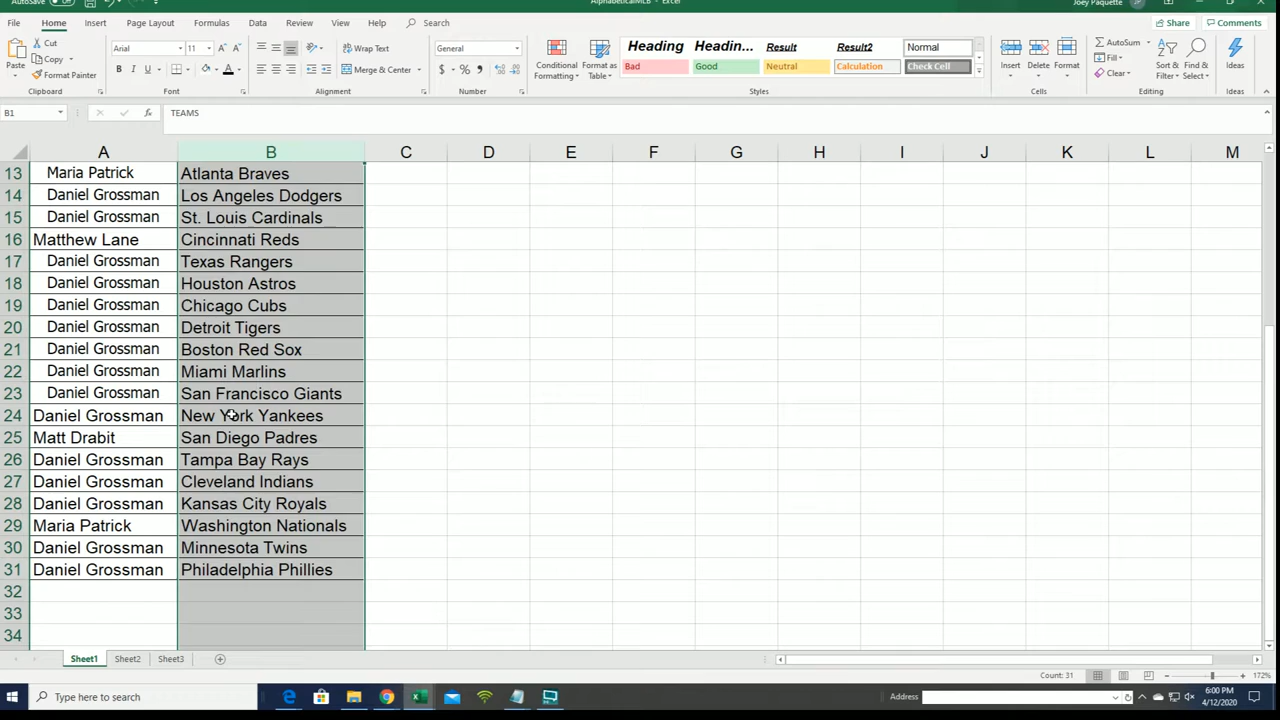 AutoSave Off AlphabeticalMLB - Excel Joey Paquette JP
File Home Insert Page Layout Formulas Data Review View Help Search Share Comments
Paste Cut Copy Format Painter Clipboard
Arial 11 Font
Wrap Text Merge & Center Alignment
General Number
Conditional Formatting Format as Table
Heading Headin... Result Result2 Normal
Bad Good Neutral Calculation Check Cell
Styles
Insert Delete Format Cells
AutoSum Fill Clear Sort & Filter Find & Select Editing
Ideas Ideas
B1 fx TEAMS
A B C D E F G H I J K L M
13 Maria Patrick Atlanta Braves
14 Daniel Grossman Los Angeles Dodgers
15 Daniel Grossman St. Louis Cardinals
16 Matthew Lane Cincinnati Reds
17 Daniel Grossman Texas Rangers
18 Daniel Grossman Houston Astros
19 Daniel Grossman Chicago Cubs
20 Daniel Grossman Detroit Tigers
21 Daniel Grossman Boston Red Sox
22 Daniel Grossman Miami Marlins
23 Daniel Grossman San Francisco Giants
24 Daniel Grossman New York Yankees
25 Matt Drabit San Diego Padres
26 Daniel Grossman Tampa Bay Rays
27 Daniel Grossman Cleveland Indians
28 Daniel Grossman Kansas City Royals
29 Maria Patrick Washington Nationals
30 Daniel Grossman Minnesota Twins
31 Daniel Grossman Philadelphia Phillies
32
33
34
Sheet1 Sheet2 Sheet3
Count: 31 172%
Type here to search Address 6:00 PM
4/12/2020